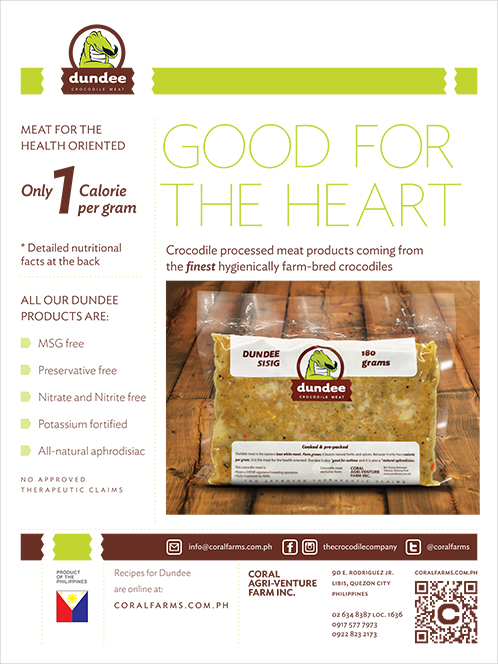 dundee
CROCODILE MEAT
MEAT FOR THE
HEALTH ORIENTED
Only 1 Calorie
per gram
* Detailed nutritional
facts at the back
ALL OUR DUNDEE
PRODUCTS ARE:
MSG free
Preservative free
Nitrate and Nitrite free
Potassium fortified
All-natural aphrodisiac
NO APPROVED
THERAPEUTIC CLAIMS
GOOD FOR
THE HEART
Crocodile processed meat products coming from
the finest hygienically farm-bred crocodiles
DUNDEE
SISIG
180
grams
dundee
CROCODILE MEAT
Cooked & pre-packed
CORAL
AGRI-VENTURE
FARM INC.
NO APPROVED THERAPEUTIC CLAIMS
info@coralfarms.com.ph
thecrocodilecompany
@coralfarms
PRODUCT
OF THE
PHILIPPINES
Recipes for Dundee
are online at:
CORALFARMS.COM.PH
CORAL
AGRI-VENTURE
FARM INC.
90 E. RODRIGUEZ JR.
LIBIS, QUEZON CITY
PHILIPPINES
02 634 8387 LOC. 1636
0917 577 7973
0922 823 2173
CORALFARMS.COM.PH
C